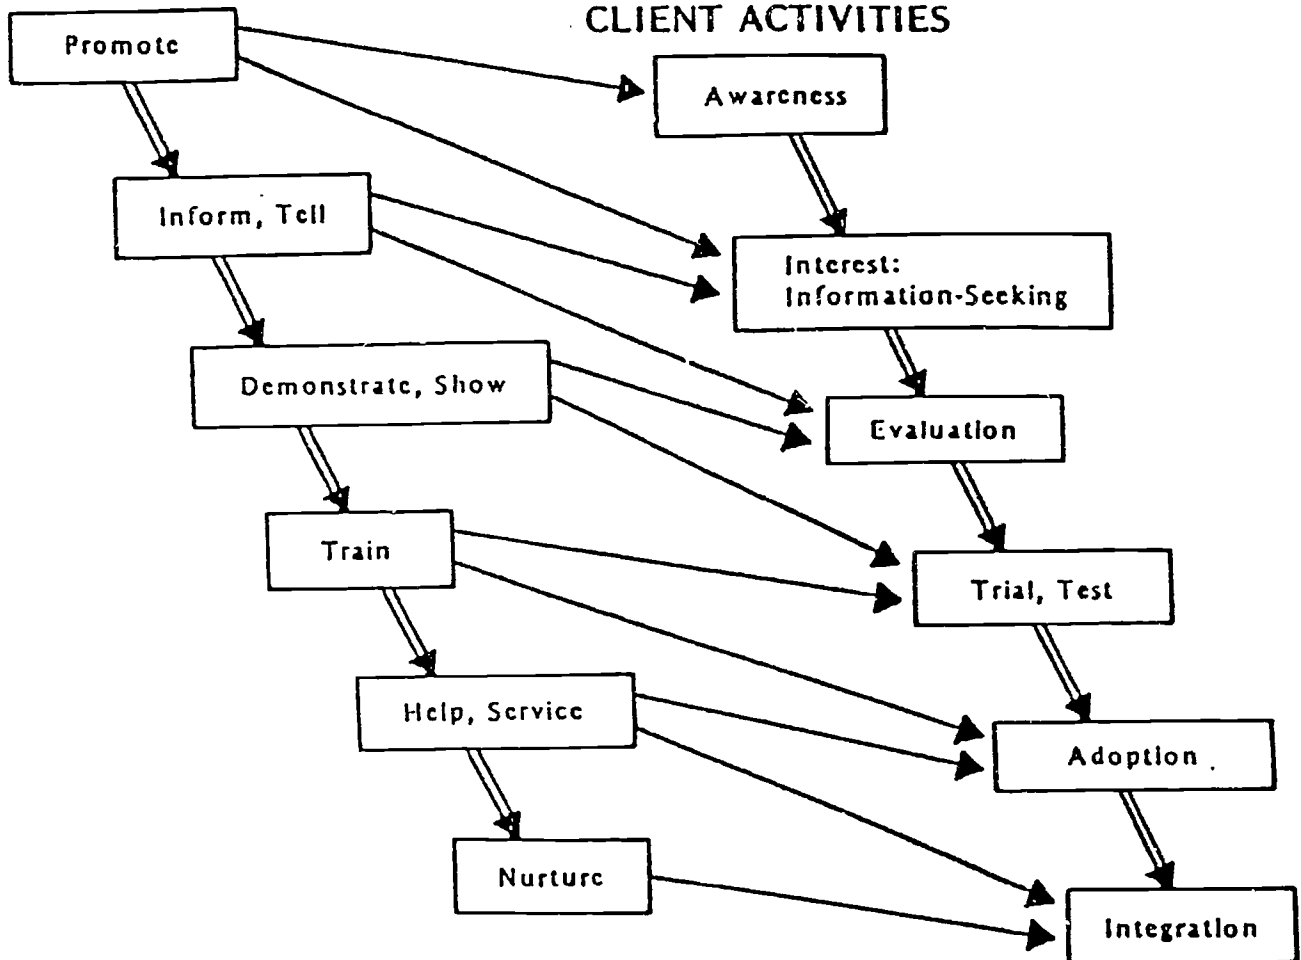 CLIENT ACTIVITIES
Promote
Awareness
Inform, Tell
Interest:
Information-Seeking
Demonstrate, Show
Evaluation
Train
Trial, Test
Help, Service
Adoption
Nurture
Integration